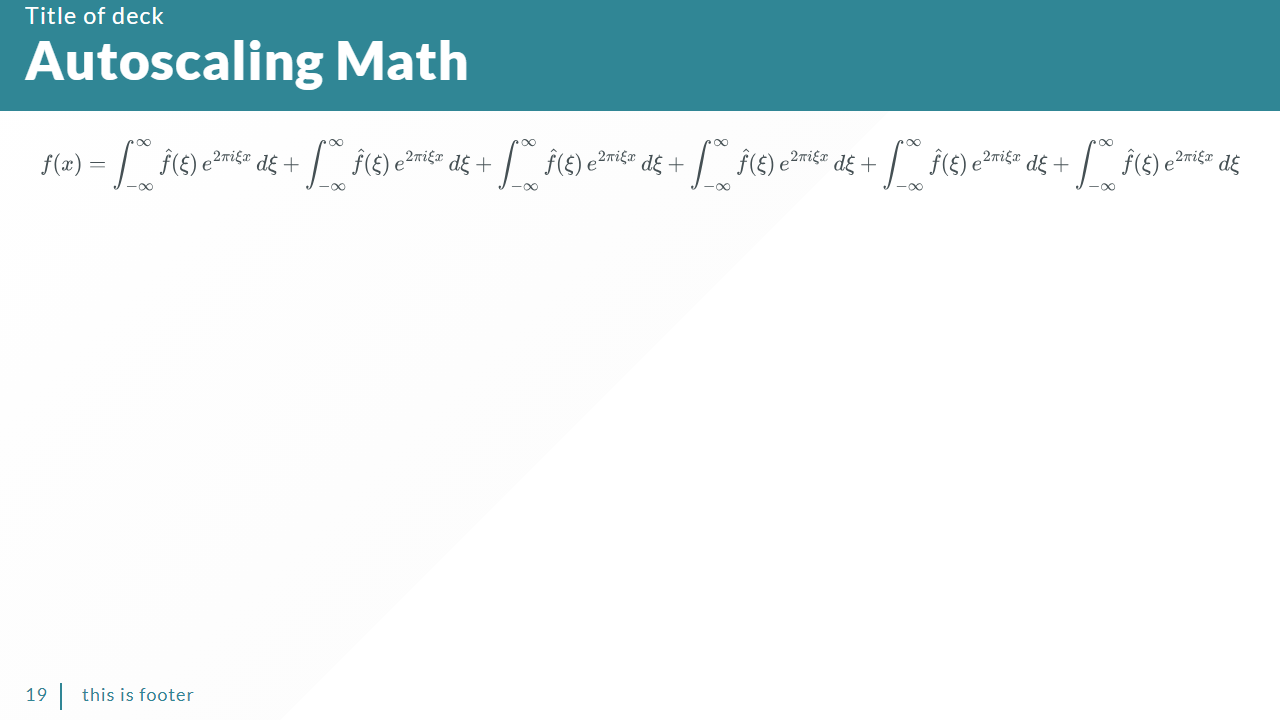 Title of deck
Autoscaling Math
$f(x) = \int_{-\infty}^{\infty} \hat{f}(\xi)\, e^{2\pi i \xi x}\, d\xi + \int_{-\infty}^{\infty} \hat{f}(\xi)\, e^{2\pi i \xi x}\, d\xi + \int_{-\infty}^{\infty} \hat{f}(\xi)\, e^{2\pi i \xi x}\, d\xi + \int_{-\infty}^{\infty} \hat{f}(\xi)\, e^{2\pi i \xi x}\, d\xi + \int_{-\infty}^{\infty} \hat{f}(\xi)\, e^{2\pi i \xi x}\, d\xi + \int_{-\infty}^{\infty} \hat{f}(\xi)\, e^{2\pi i \xi x}\, d\xi$
19 this is footer